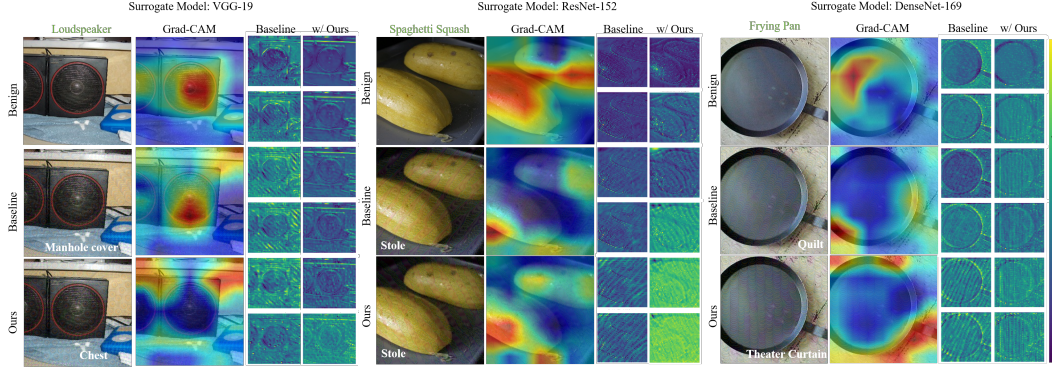 Surrogate Model: VGG-19
Loudspeaker Grad-CAM Baseline w/ Ours
Benign
Baseline
Manhole cover
Ours
Chest
Surrogate Model: ResNet-152
Spaghetti Squash Grad-CAM Baseline w/ Ours
Benign
Baseline
Stole
Ours
Stole
Surrogate Model: DenseNet-169
Frying Pan Grad-CAM Baseline w/ Ours
Benign
Baseline
Quilt
Ours
Theater Curtain